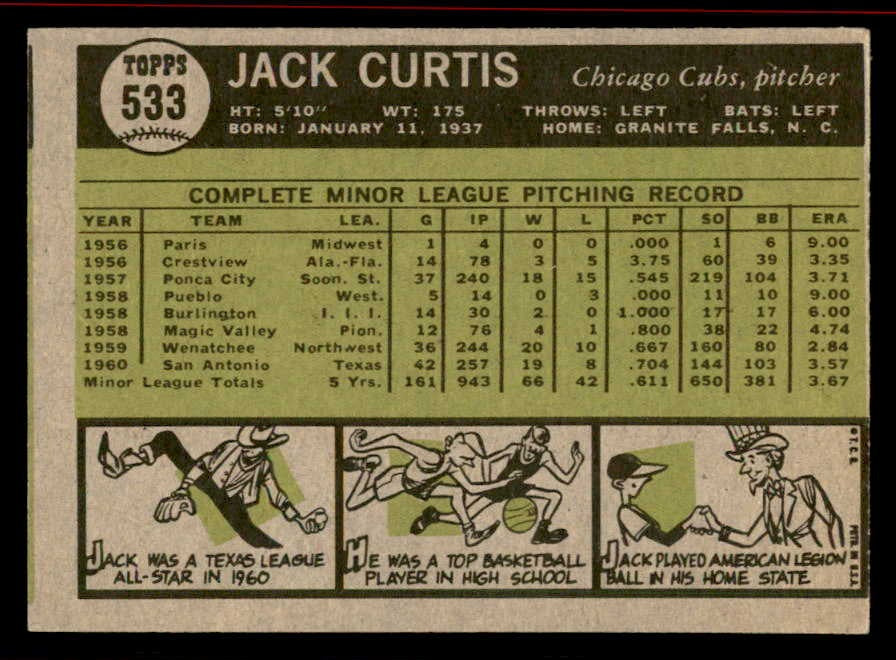 TOPPS
533
JACK CURTIS
Chicago Cubs, pitcher
HT: 5'10" WT: 175 THROWS: LEFT BATS: LEFT
BORN: JANUARY 11, 1937 HOME: GRANITE FALLS, N. C.
COMPLETE MINOR LEAGUE PITCHING RECORD
YEAR TEAM LEA. G IP W L PCT SO BB ERA
1956 Paris Midwest 1 4 0 0 .000 1 6 9.00
1956 Crestview Ala.-Fla. 14 78 3 5 3.75 60 39 3.35
1957 Ponca City Soon. St. 37 240 18 15 .545 219 104 3.71
1958 Pueblo West. 5 14 0 3 .000 11 10 9.00
1958 Burlington I. I. I. 14 30 2 0 1.000 17 17 6.00
1958 Magic Valley Pion. 12 76 4 1 .800 38 22 4.74
1959 Wenatchee Northwest 36 244 20 10 .667 160 80 2.84
1960 San Antonio Texas 42 257 19 8 .704 144 103 3.57
Minor League Totals 5 Yrs. 161 943 66 42 .611 650 381 3.67
JACK WAS A TEXAS LEAGUE
ALL-STAR IN 1960
HE WAS A TOP BASKETBALL
PLAYER IN HIGH SCHOOL
JACK PLAYED AMERICAN LEGION
BALL IN HIS HOME STATE
© T.C.G. PRTD. IN U.S.A.